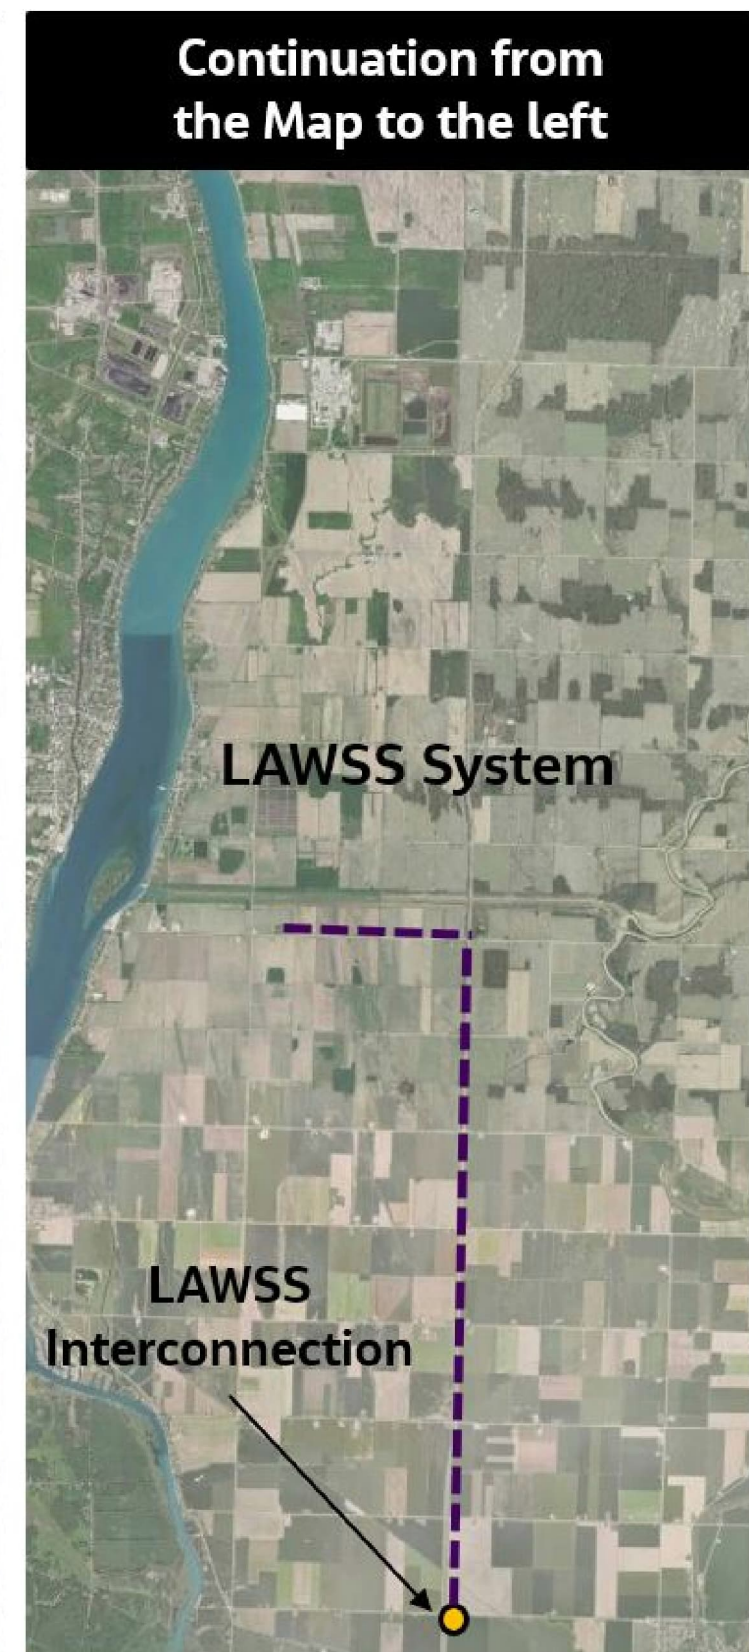 Continuation from
the Map to the left
LAWSS System
LAWSS
Interconnection